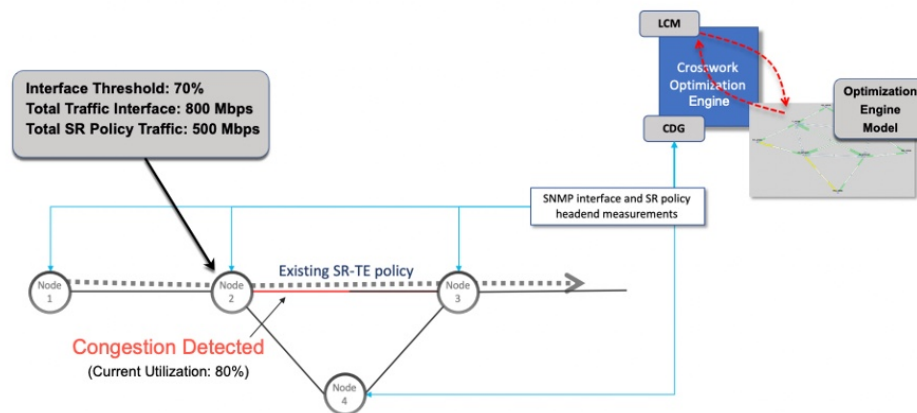 LCM
Crosswork
Optimization
Engine
CDG
Optimization
Engine
Model
Interface Threshold: 70%
Total Traffic Interface: 800 Mbps
Total SR Policy Traffic: 500 Mbps
SNMP interface and SR policy
headend measurements
Existing SR-TE policy
Node
1
Node
2
Node
3
Congestion Detected
(Current Utilization: 80%)
Node
4